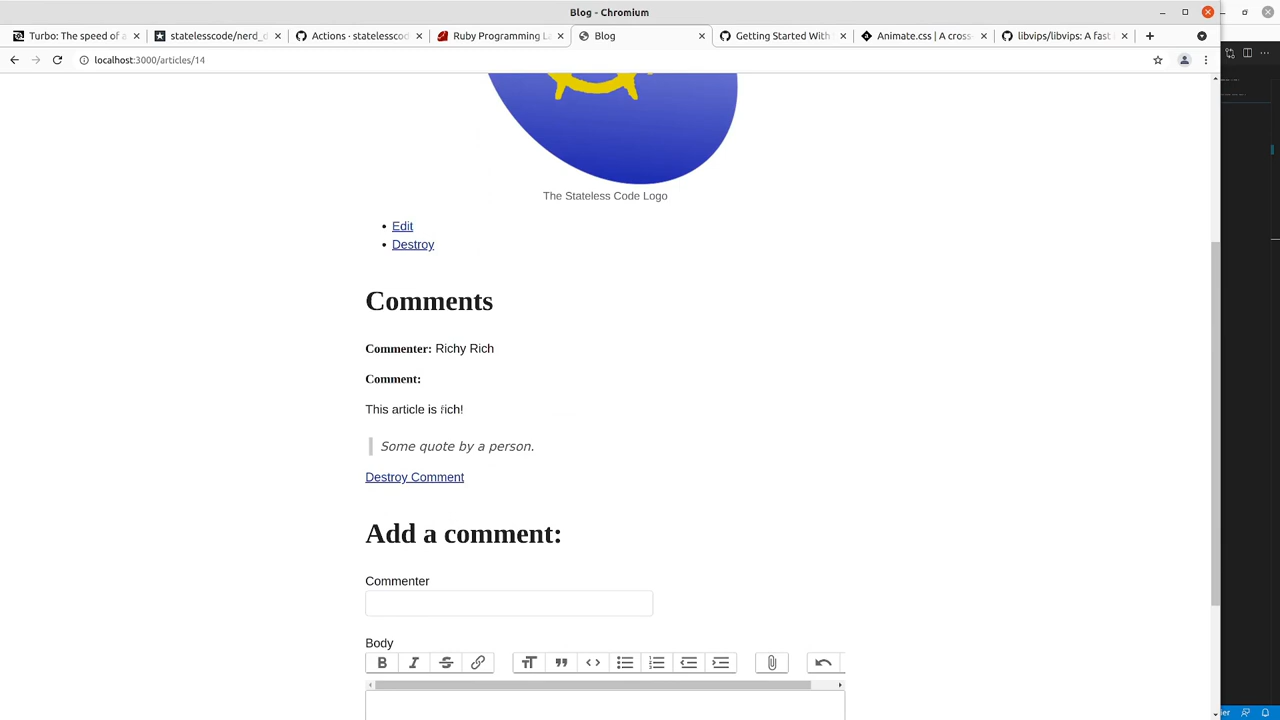 Blog - Chromium
Turbo: The speed of a
statelesscode/nerd_d
Actions · statelesscod
Ruby Programming La
Blog
Getting Started With
Animate.css | A cross
libvips/libvips: A fast
localhost:3000/articles/14
The Stateless Code Logo
Edit
Destroy
Comments
Commenter: Richy Rich
Comment:
This article is rich!
Some quote by a person.
Destroy Comment
Add a comment:
Commenter
Body